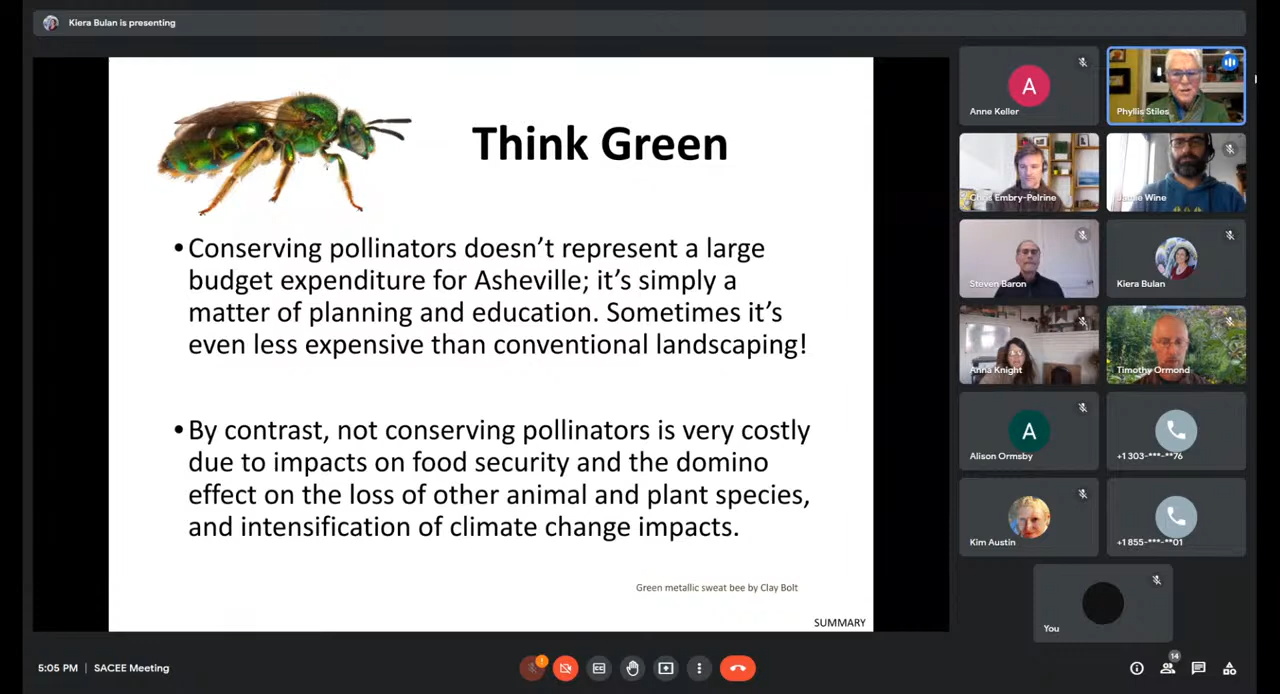 Kiera Bulan is presenting
Think Green
•Conserving pollinators doesn’t represent a large
budget expenditure for Asheville; it’s simply a
matter of planning and education. Sometimes it’s
even less expensive than conventional landscaping!
•By contrast, not conserving pollinators is very costly
due to impacts on food security and the domino
effect on the loss of other animal and plant species,
and intensification of climate change impacts.
Green metallic sweat bee by Clay Bolt
SUMMARY
A
Anne Keller
Phyllis Stiles
Embry-Pelrine
Wine
Steven Baron
Kiera Bulan
Anna Knight
Timothy Ormond
A
Alison Ormsby
+1 303-***-**76
Kim Austin
+1 855-***-**01
You
5:05 PM | SACEE Meeting
14